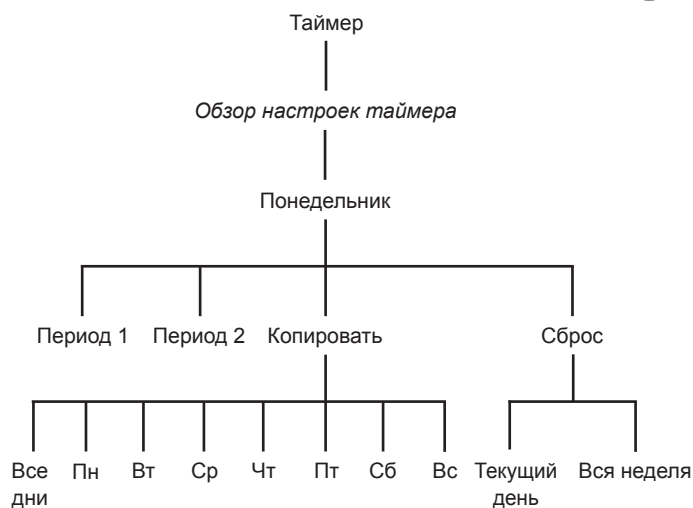 Таймер
Обзор настроек таймера
Понедельник
Период 1 Период 2 Копировать Сброс
Все дни Пн Вт Ср Чт Пт Сб Вс Текущий день Вся неделя